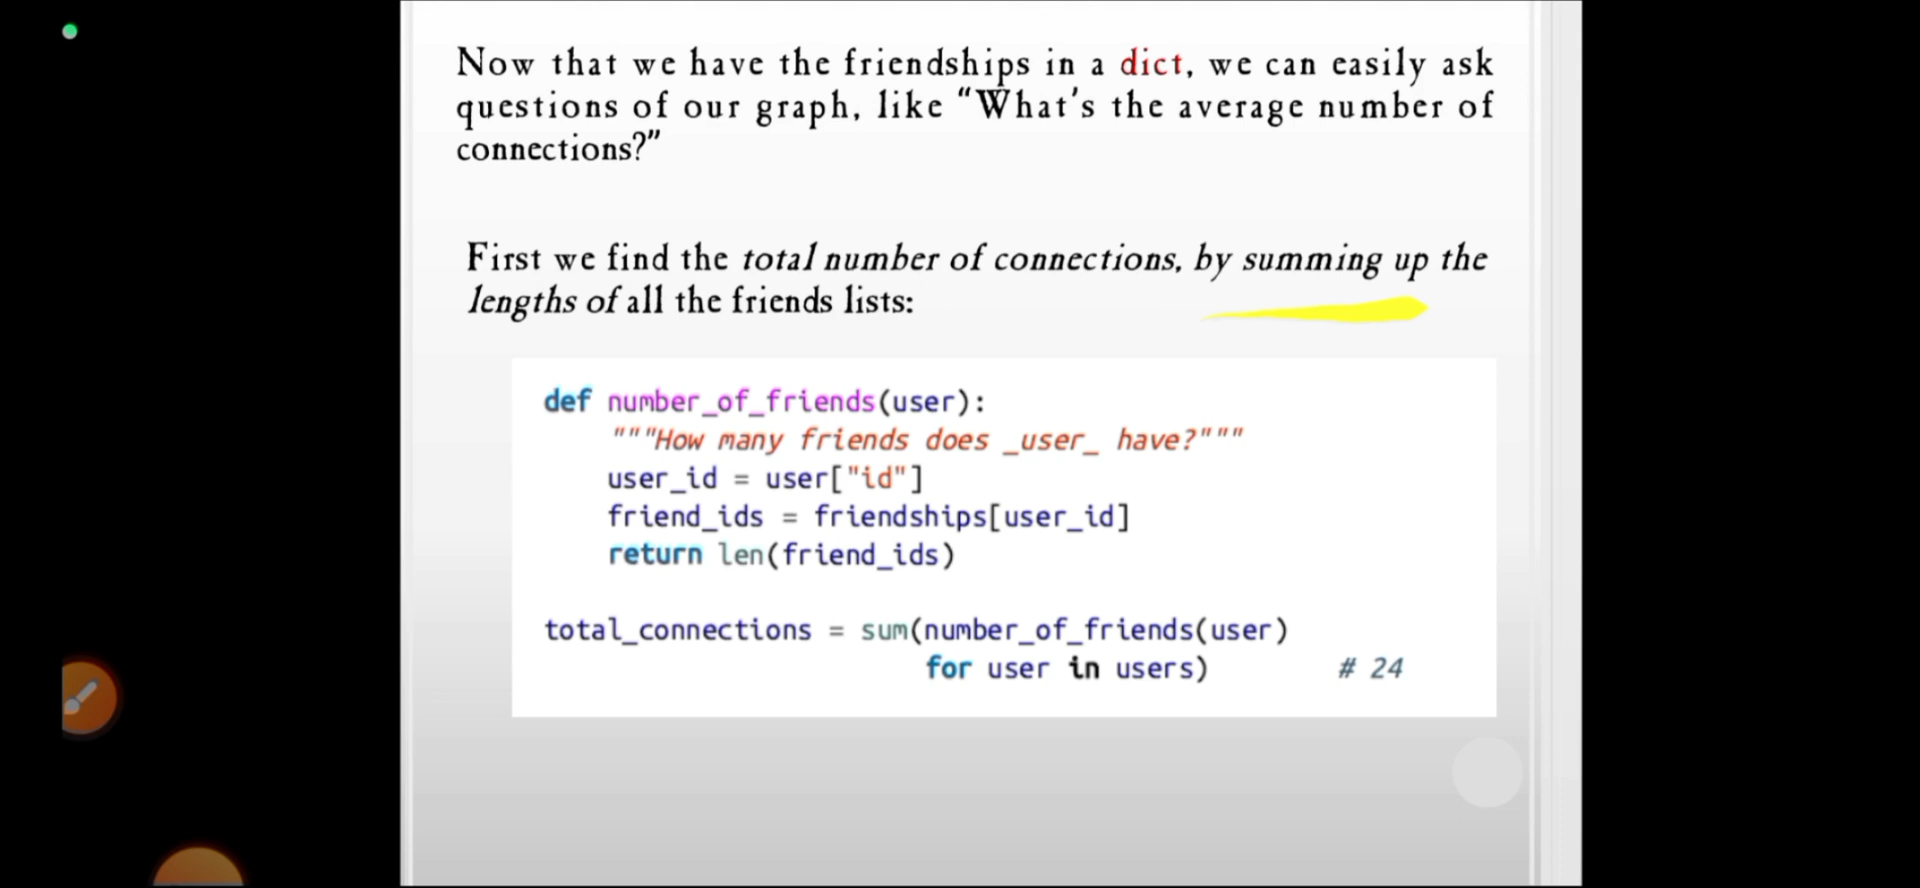 Now that we have the friendships in a dict, we can easily ask
questions of our graph, like “What's the average number of
connections?”
First we find the total number of connections, by summing up the
lengths of all the friends lists:
def number_of_friends(user):
    """How many friends does _user_ have?"""
    user_id = user["id"]
    friend_ids = friendships[user_id]
    return len(friend_ids)
total_connections = sum(number_of_friends(user)
                        for user in users)        # 24